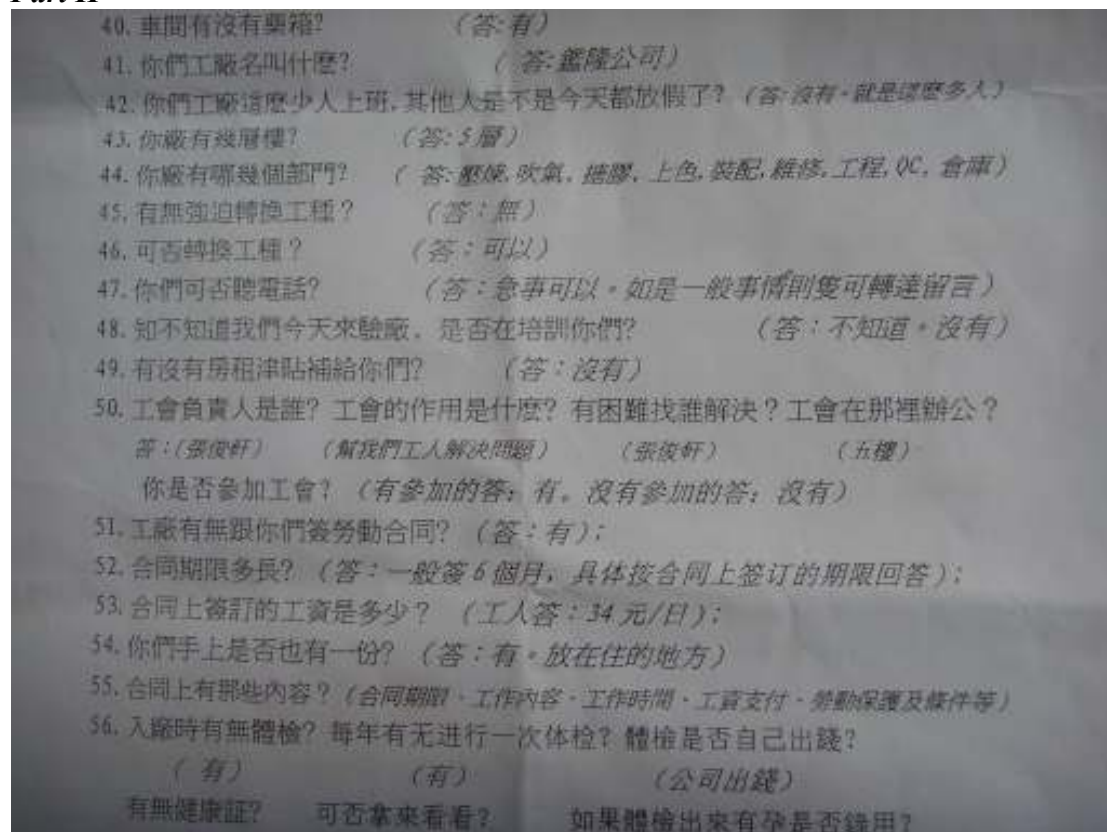 Part II
40. 車間有沒有藥箱? (答:有)
41. 你們工廠名叫什麽? (答:鑑隆公司)
42. 你們工廠這麽少人上班, 其他人是不是今天都放假了? (答:沒有。就是這麽多人)
43. 你廠有幾層樓? (答:5層)
44. 你廠有哪幾個部門? (答: 吹氣, 搪膠, 上色, 裝配, 維修, 工程, QC, 倉庫)
45. 有無強迫轉換工種? (答:無)
46. 可否轉換工種? (答:可以)
47. 你們可否聽電話? (答:急事可以。如是一般事情則隻可轉達留言)
48. 知不知道我們今天來驗廠, 是否在培訓你們? (答:不知道。沒有)
49. 有沒有房租津貼補給你們? (答:沒有)
50. 工會負責人是誰? 工會的作用是什麽? 有困難找誰解決? 工會在那裡辦公?
答:(張俊軒) (幫我們工人解決問題) (張俊軒) (五樓)
你是否參加工會? (有參加的答: 有。沒有參加的答: 沒有)
51. 工廠有無跟你們簽勞動合同? (答:有);
52. 合同期限多長? (答:一般簽6個月, 具体按合同上签订的期限回答);
53. 合同上簽訂的工資是多少? (工人答:34元/日);
54. 你們手上是否也有一份? (答:有。放在住的地方)
55. 合同上有那些內容? (合同期限、工作內容、工作時間、工資支付、勞動保護及條件等)
56. 入廠時有無體檢? 每年有无进行一次体检? 體檢是否自己出錢?
(有) (有) (公司出錢)
有無健康証? 可否拿來看看? 如果體檢出來有孕是否錄用?